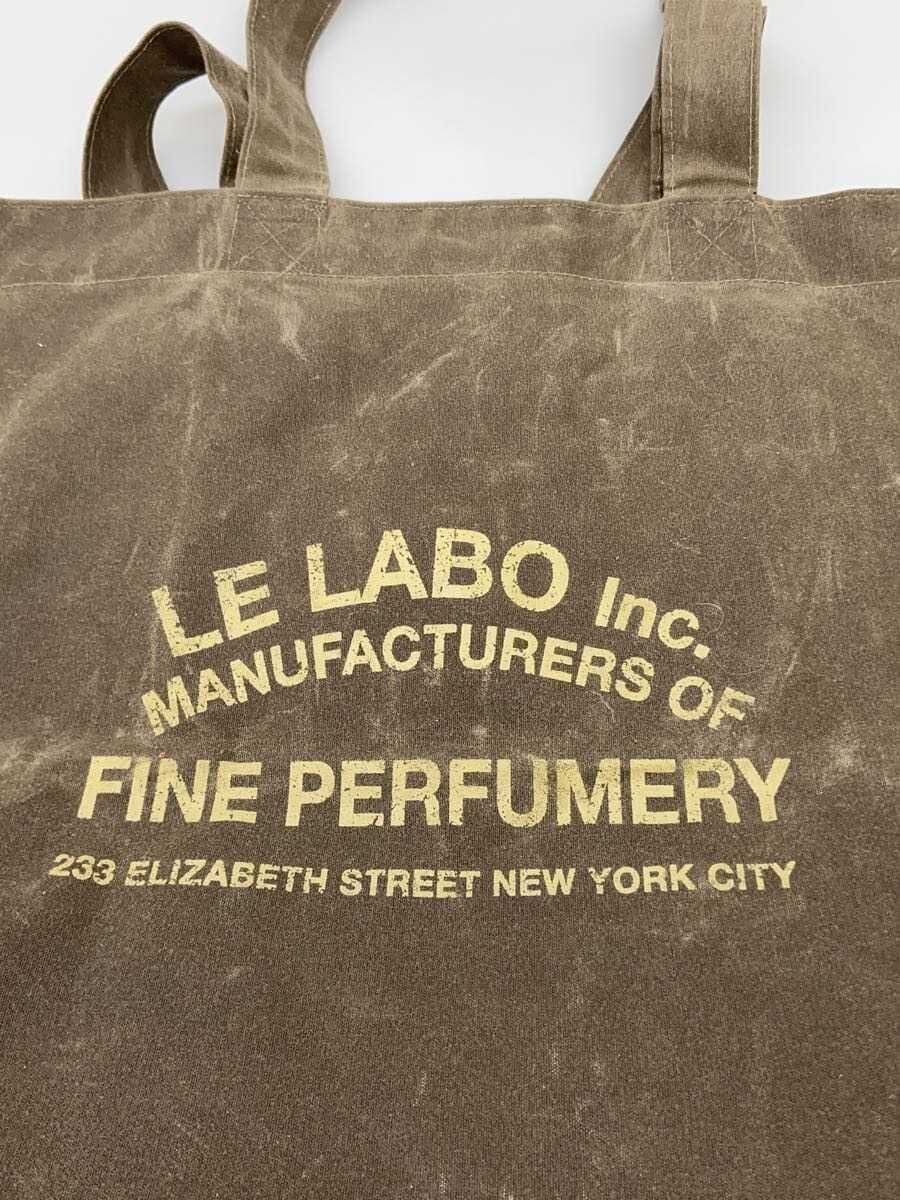 LE LABO Inc.
MANUFACTURERS OF
FINE PERFUMERY
233 ELIZABETH STREET NEW YORK CITY